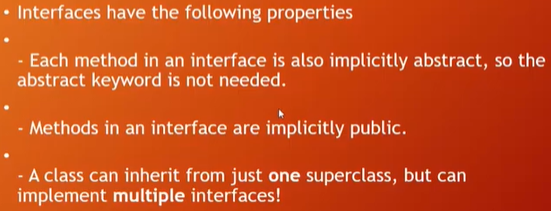 • Interfaces have the following properties
•
- Each method in an interface is also implicitly abstract, so the
abstract keyword is not needed.
•
- Methods in an interface are implicitly public.
•
- A class can inherit from just one superclass, but can
implement multiple interfaces!